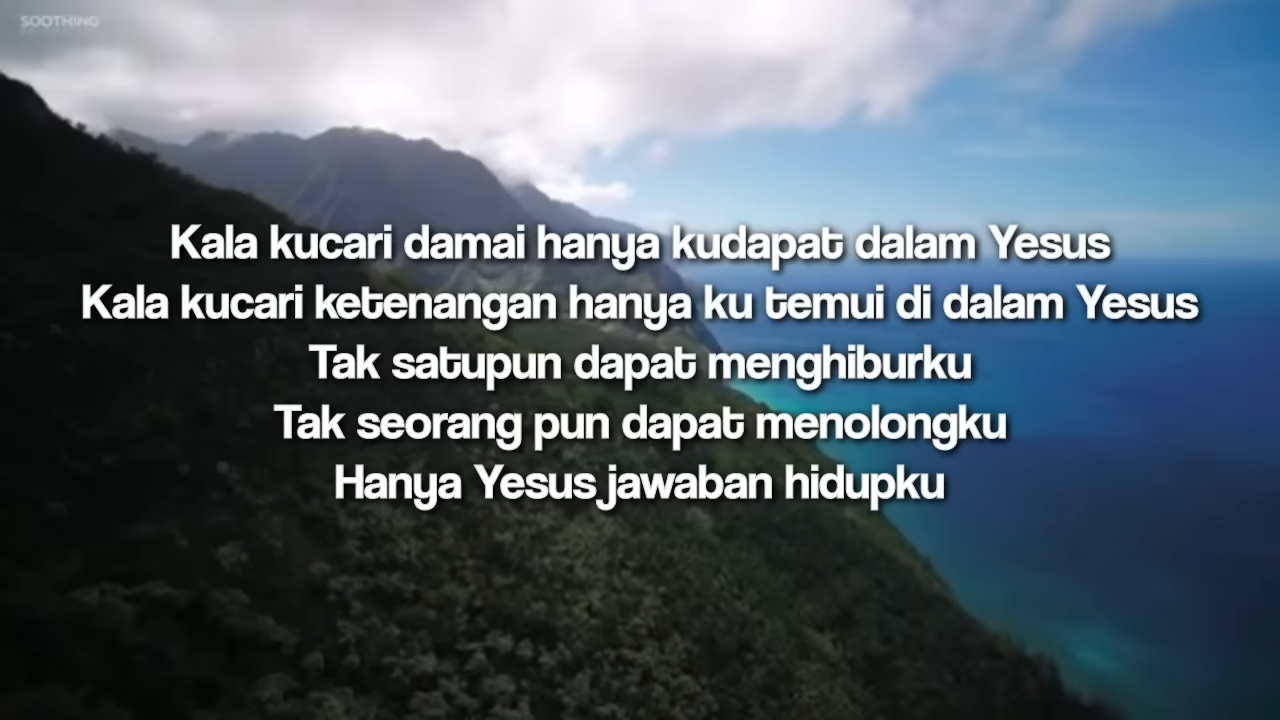 SOOTHING
Kala kucari damai hanya kudapat dalam Yesus
Kala kucari ketenangan hanya ku temui di dalam Yesus
Tak satupun dapat menghiburku
Tak seorang pun dapat menolongku
Hanya Yesus jawaban hidupku